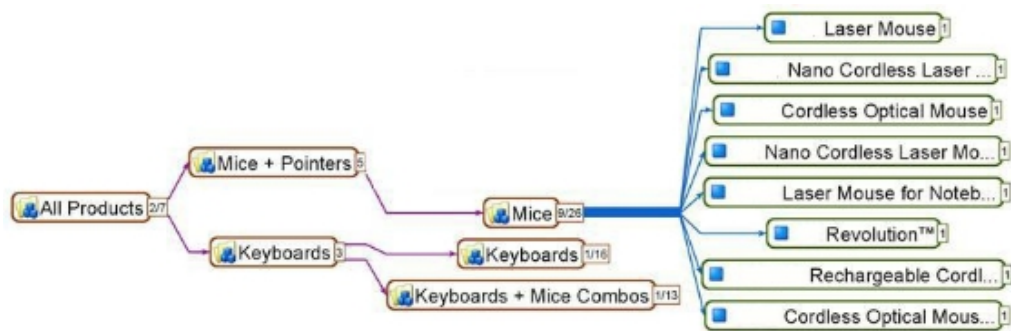 Laser Mouse 1
Nano Cordless Laser ... 1
Cordless Optical Mouse 1
Nano Cordless Laser Mo... 1
Mice + Pointers 5
All Products 2/7
Mice 9/26
Laser Mouse for Noteb... 1
Revolution™ 1
Keyboards 3
Keyboards 1/16
Rechargeable Cordl... 1
Keyboards + Mice Combos 1/13
Cordless Optical Mous... 1